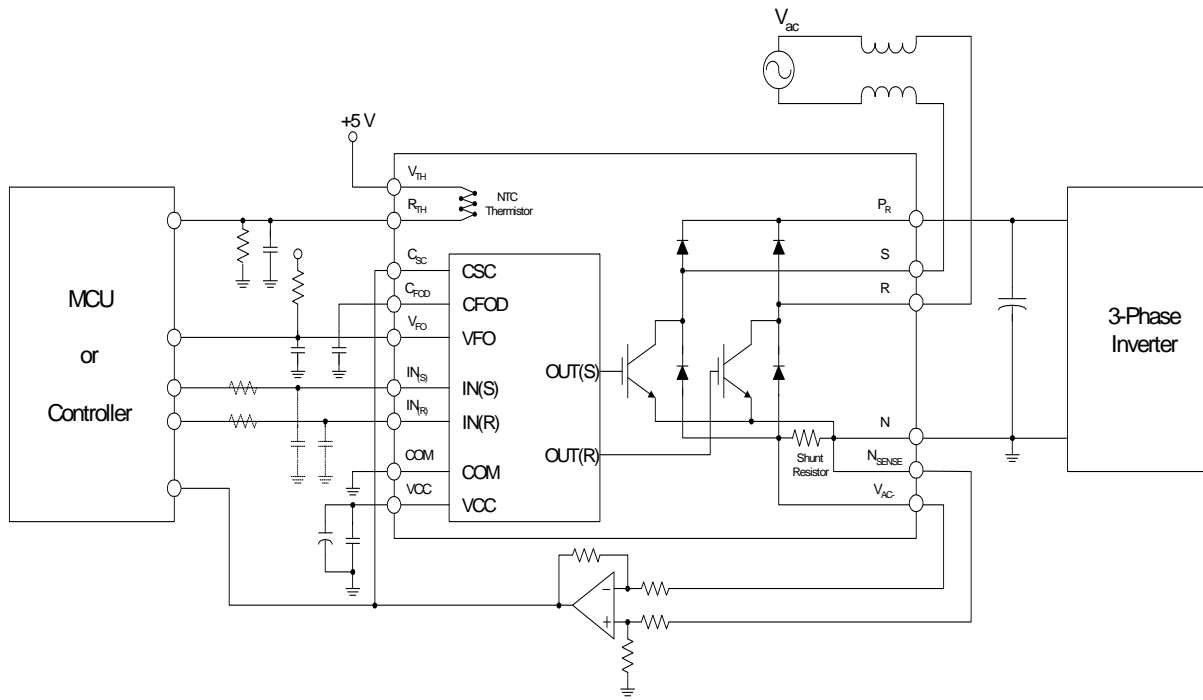 Vac
+5 V
VTH
NTC
Thermistor
RTH
PR
S
R
CSC
CSC
CFOD
CFOD
VFO
VFO
MCU
or
Controller
3-Phase
Inverter
OUT(S)
IN(S)
IN(S)
IN(R)
IN(R)
OUT(R)
N
Shunt
Resistor
NSENSE
COM
COM
VCC
VCC
VAC-
−
+